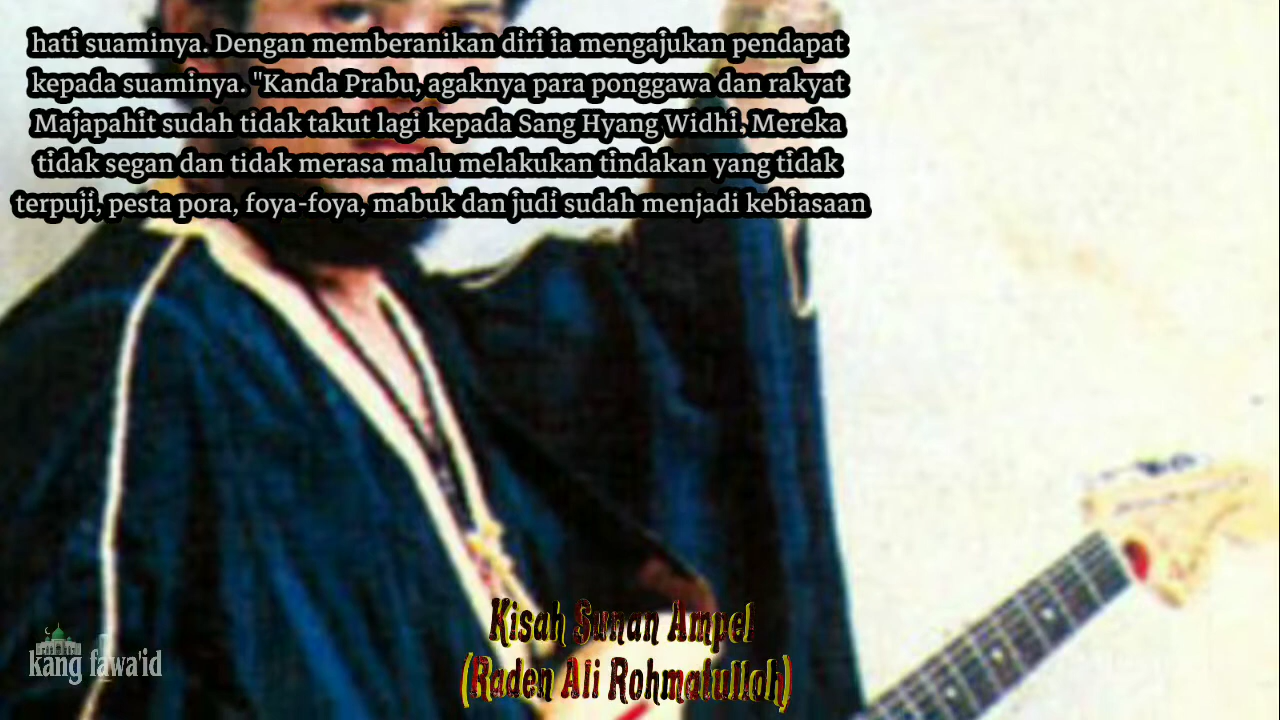 hati suaminya. Dengan memberanikan diri ia mengajukan pendapat
kepada suaminya. "Kanda Prabu, agaknya para ponggawa dan rakyat
Majapahit sudah tidak takut lagi kepada Sang Hyang Widhi. Mereka
tidak segan dan tidak merasa malu melakukan tindakan yang tidak
terpuji, pesta pora, foya-foya, mabuk dan judi sudah menjadi kebiasaan
Kisah Sunan Ampel
(Raden Ali Rohmatulloh)
kang fawa'id